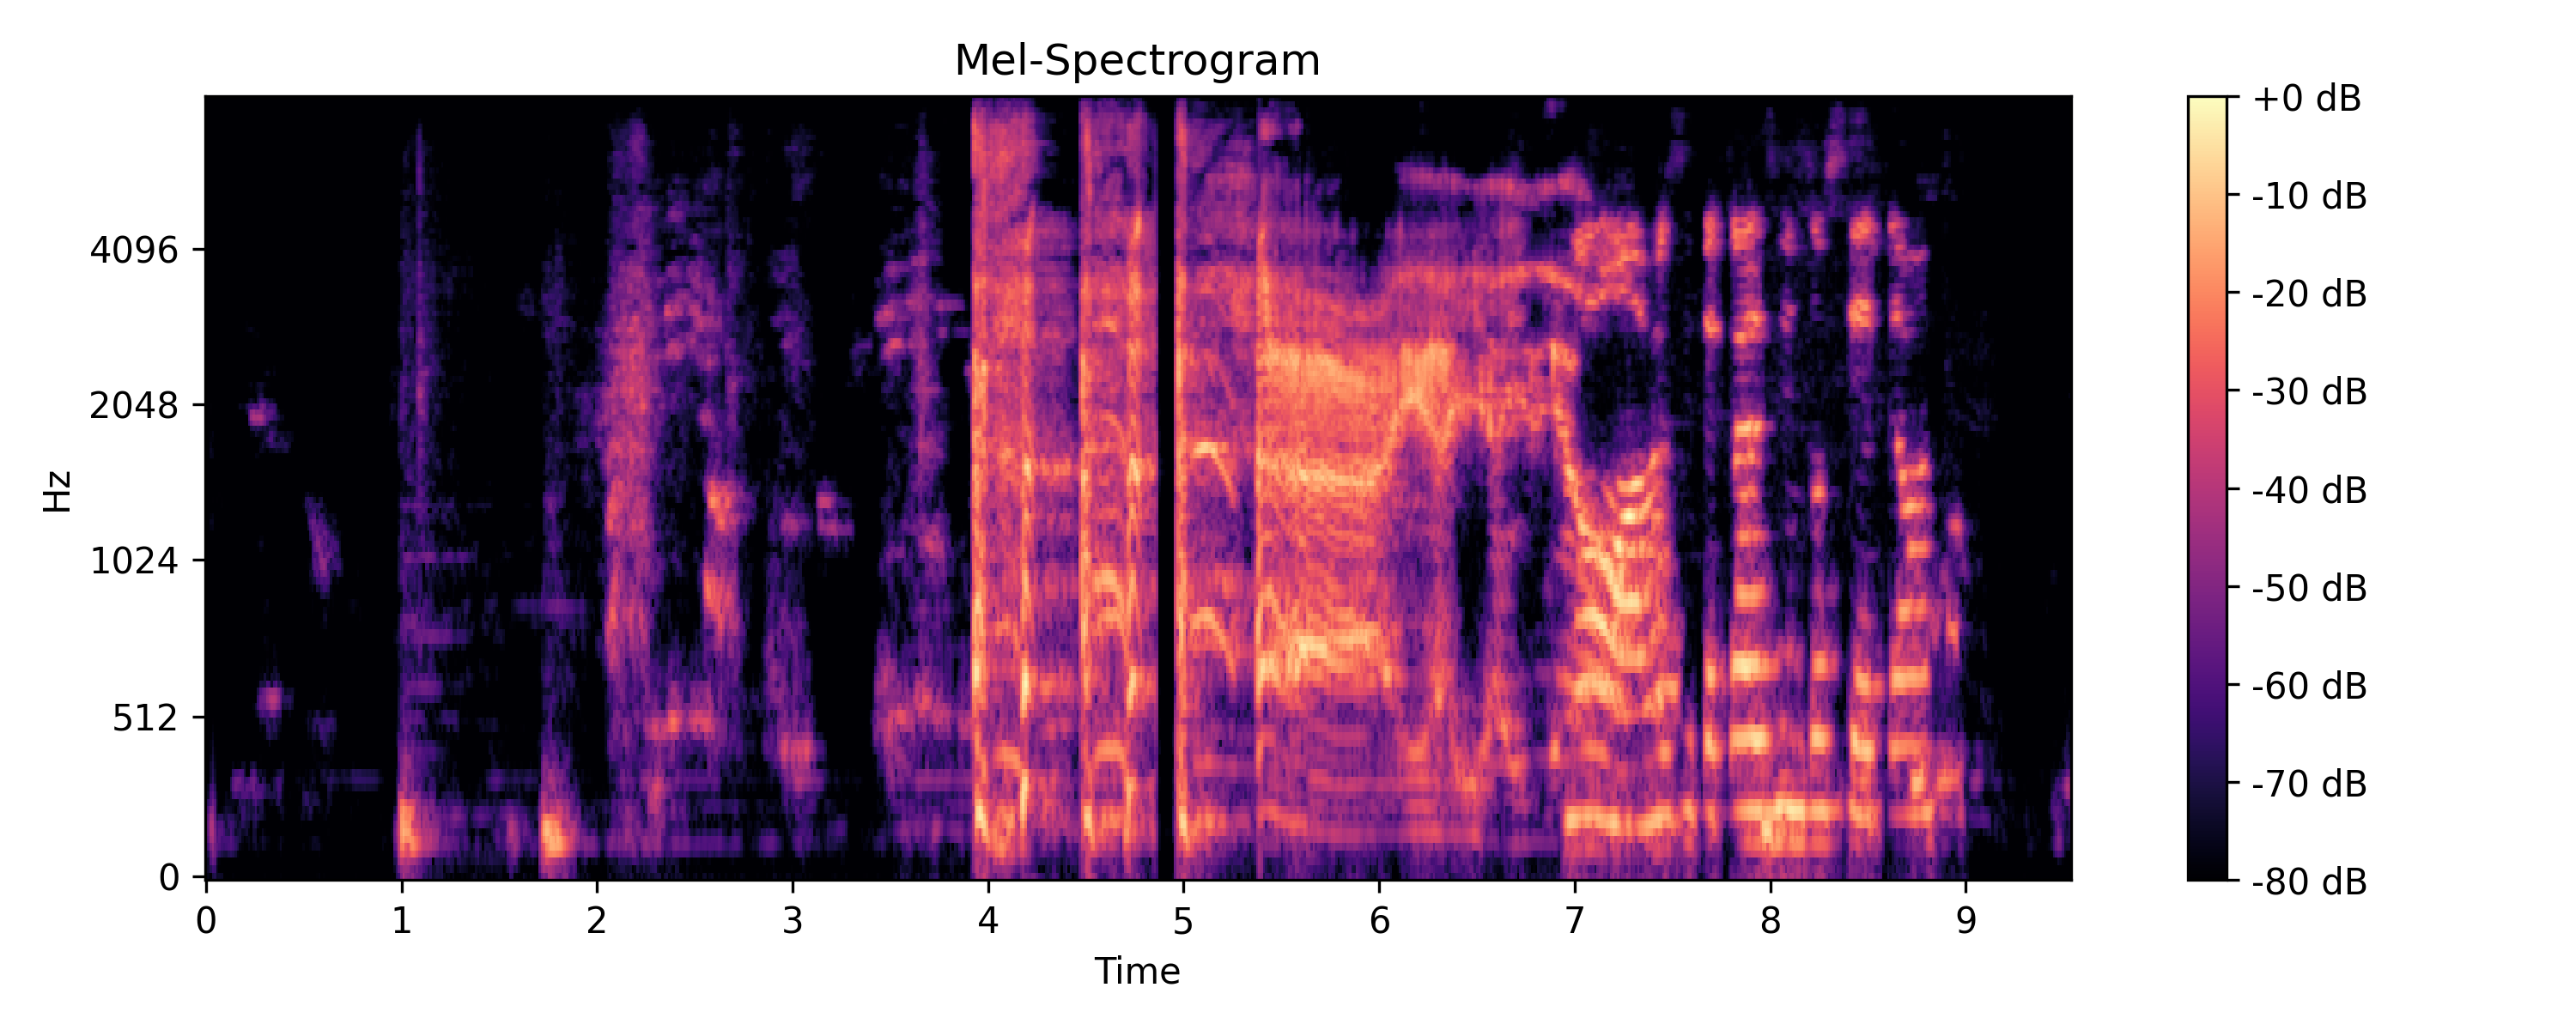 Mel-Spectrogram
+0 dB
-10 dB
-20 dB
-30 dB
-40 dB
-50 dB
-60 dB
-70 dB
-80 dB
4096
2048
1024
512
0
Hz
0 1 2 3 4 5 6 7 8 9
Time